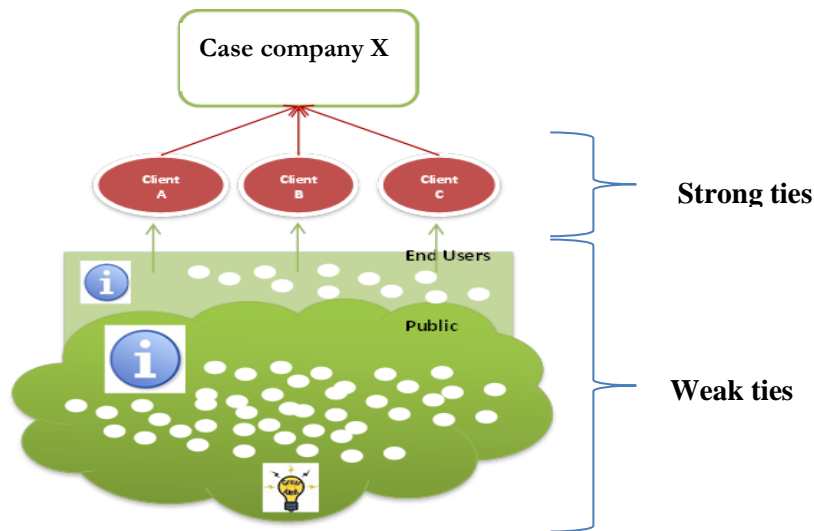 Case company X
Client
A
Client
B
Client
C
Strong ties
End Users
Public
Weak ties